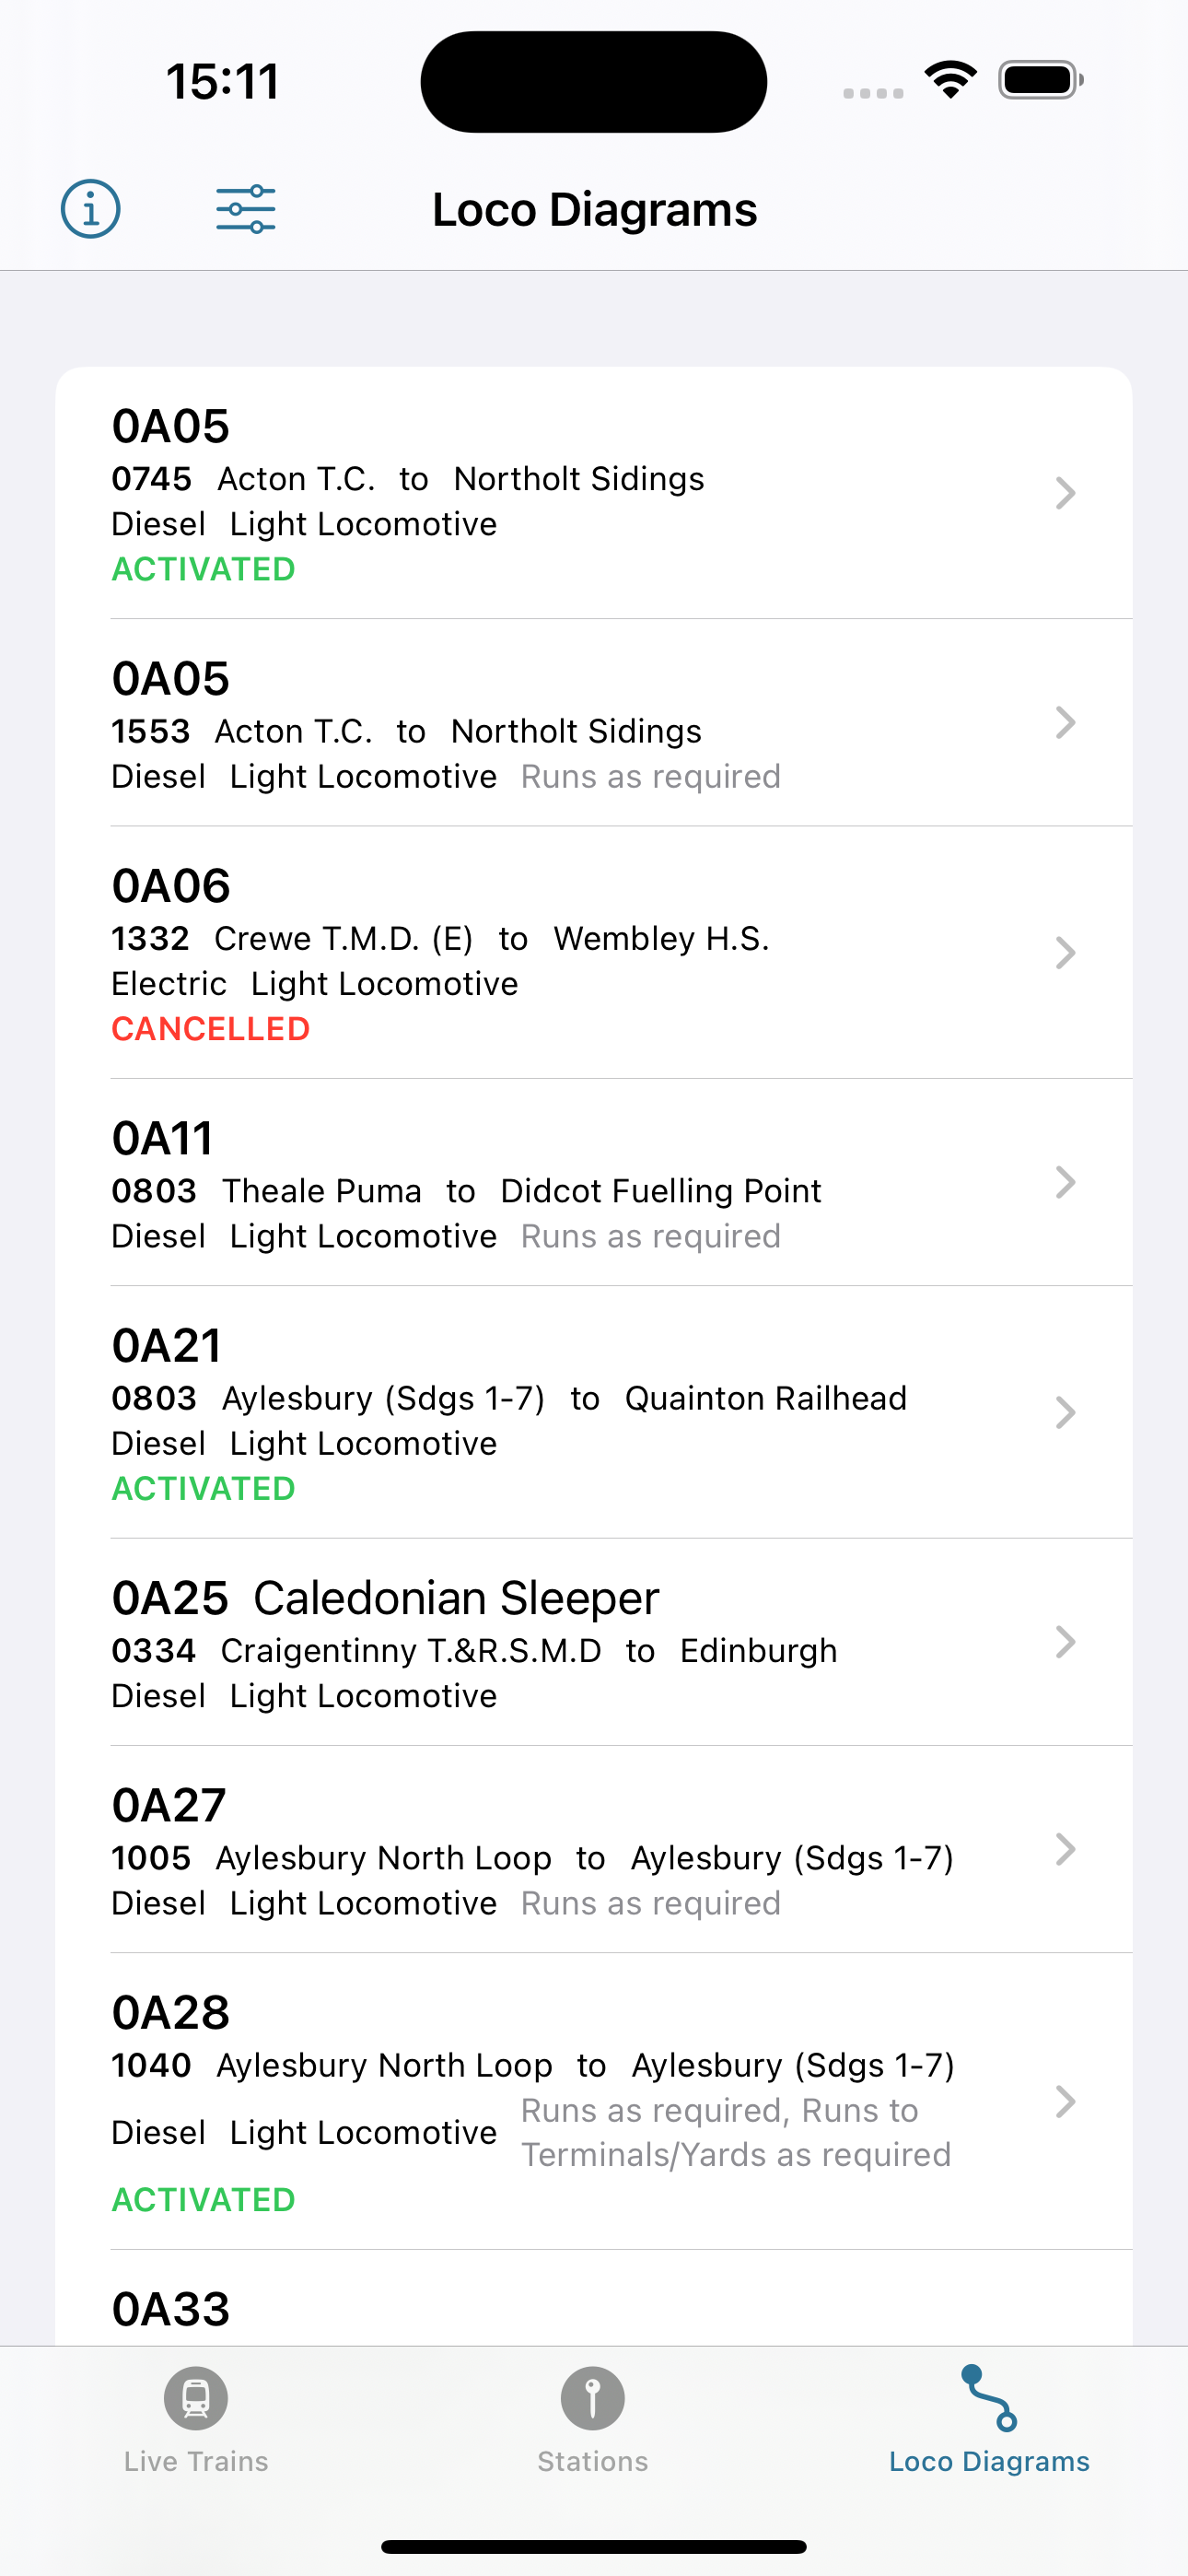 15:11
Loco Diagrams
0A05
0745 Acton T.C. to Northolt Sidings
Diesel Light Locomotive
ACTIVATED
0A05
1553 Acton T.C. to Northolt Sidings
Diesel Light Locomotive Runs as required
0A06
1332 Crewe T.M.D. (E) to Wembley H.S.
Electric Light Locomotive
CANCELLED
0A11
0803 Theale Puma to Didcot Fuelling Point
Diesel Light Locomotive Runs as required
0A21
0803 Aylesbury (Sdgs 1-7) to Quainton Railhead
Diesel Light Locomotive
ACTIVATED
0A25 Caledonian Sleeper
0334 Craigentinny T.&R.S.M.D to Edinburgh
Diesel Light Locomotive
0A27
1005 Aylesbury North Loop to Aylesbury (Sdgs 1-7)
Diesel Light Locomotive Runs as required
0A28
1040 Aylesbury North Loop to Aylesbury (Sdgs 1-7)
Diesel Light Locomotive Runs as required, Runs to
Terminals/Yards as required
ACTIVATED
0A33
Live Trains
Stations
Loco Diagrams